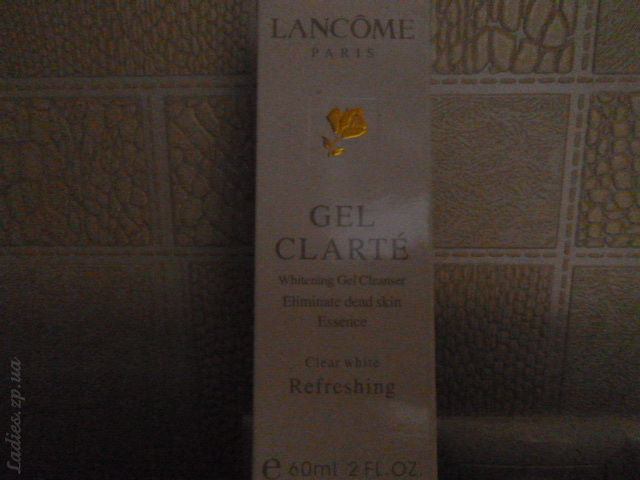 LANCÔME
PARIS
GEL
CLARTÉ
Whitening Gel Cleanser
Eliminate dead skin
Essence
Clear white
Refreshing
e 60ml 2 FL.OZ.
Ladies.zp.ua